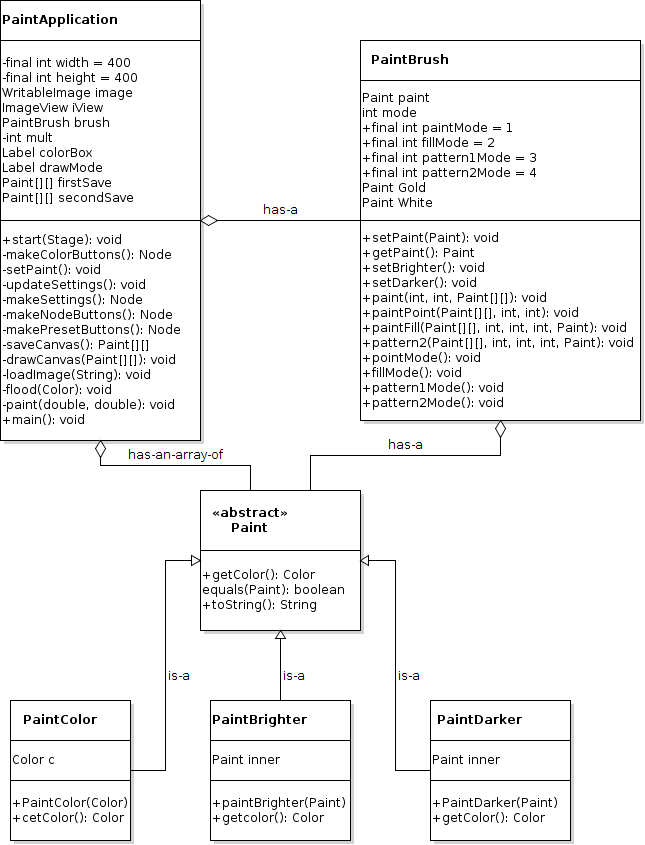 PaintApplication
-final int width = 400
-final int height = 400
WritableImage image
ImageView iView
PaintBrush brush
-int mult
Label colorBox
Label drawMode
Paint[][] firstSave
Paint[][] secondSave
+start(Stage): void
-makeColorButtons(): Node
-setPaint(): void
-updateSettings(): void
-makeSettings(): Node
-makeNodeButtons(): Node
-makePresetButtons(): Node
-saveCanvas(): Paint[][]
-drawCanvas(Paint[][]): void
-loadImage(String): void
-flood(Color): void
-paint(double, double): void
+main(): void
has-a
PaintBrush
Paint paint
int mode
+final int paintMode = 1
+final int fillMode = 2
+final int pattern1Mode = 3
+final int pattern2Mode = 4
Paint Gold
Paint White
+setPaint(Paint): void
+getPaint(): Paint
+setBrighter(): void
+setDarker(): void
+paint(int, int, Paint[][]): void
+paintPoint(Paint[][], int, int): void
+paintFill(Paint[][], int, int, int, Paint): void
+pattern2(Paint[][], int, int, int, Paint): void
+pointMode(): void
+fillMode(): void
+pattern1Mode(): void
+pattern2Mode(): void
has-an-array-of
has-a
«abstract»
Paint
+getColor(): Color
equals(Paint): boolean
+toString(): String
is-a
is-a
is-a
PaintColor
Color c
+PaintColor(Color)
+cetColor(): Color
PaintBrighter
Paint inner
+paintBrighter(Paint)
+getcolor(): Color
PaintDarker
Paint inner
+PaintDarker(Paint)
+getColor(): Color